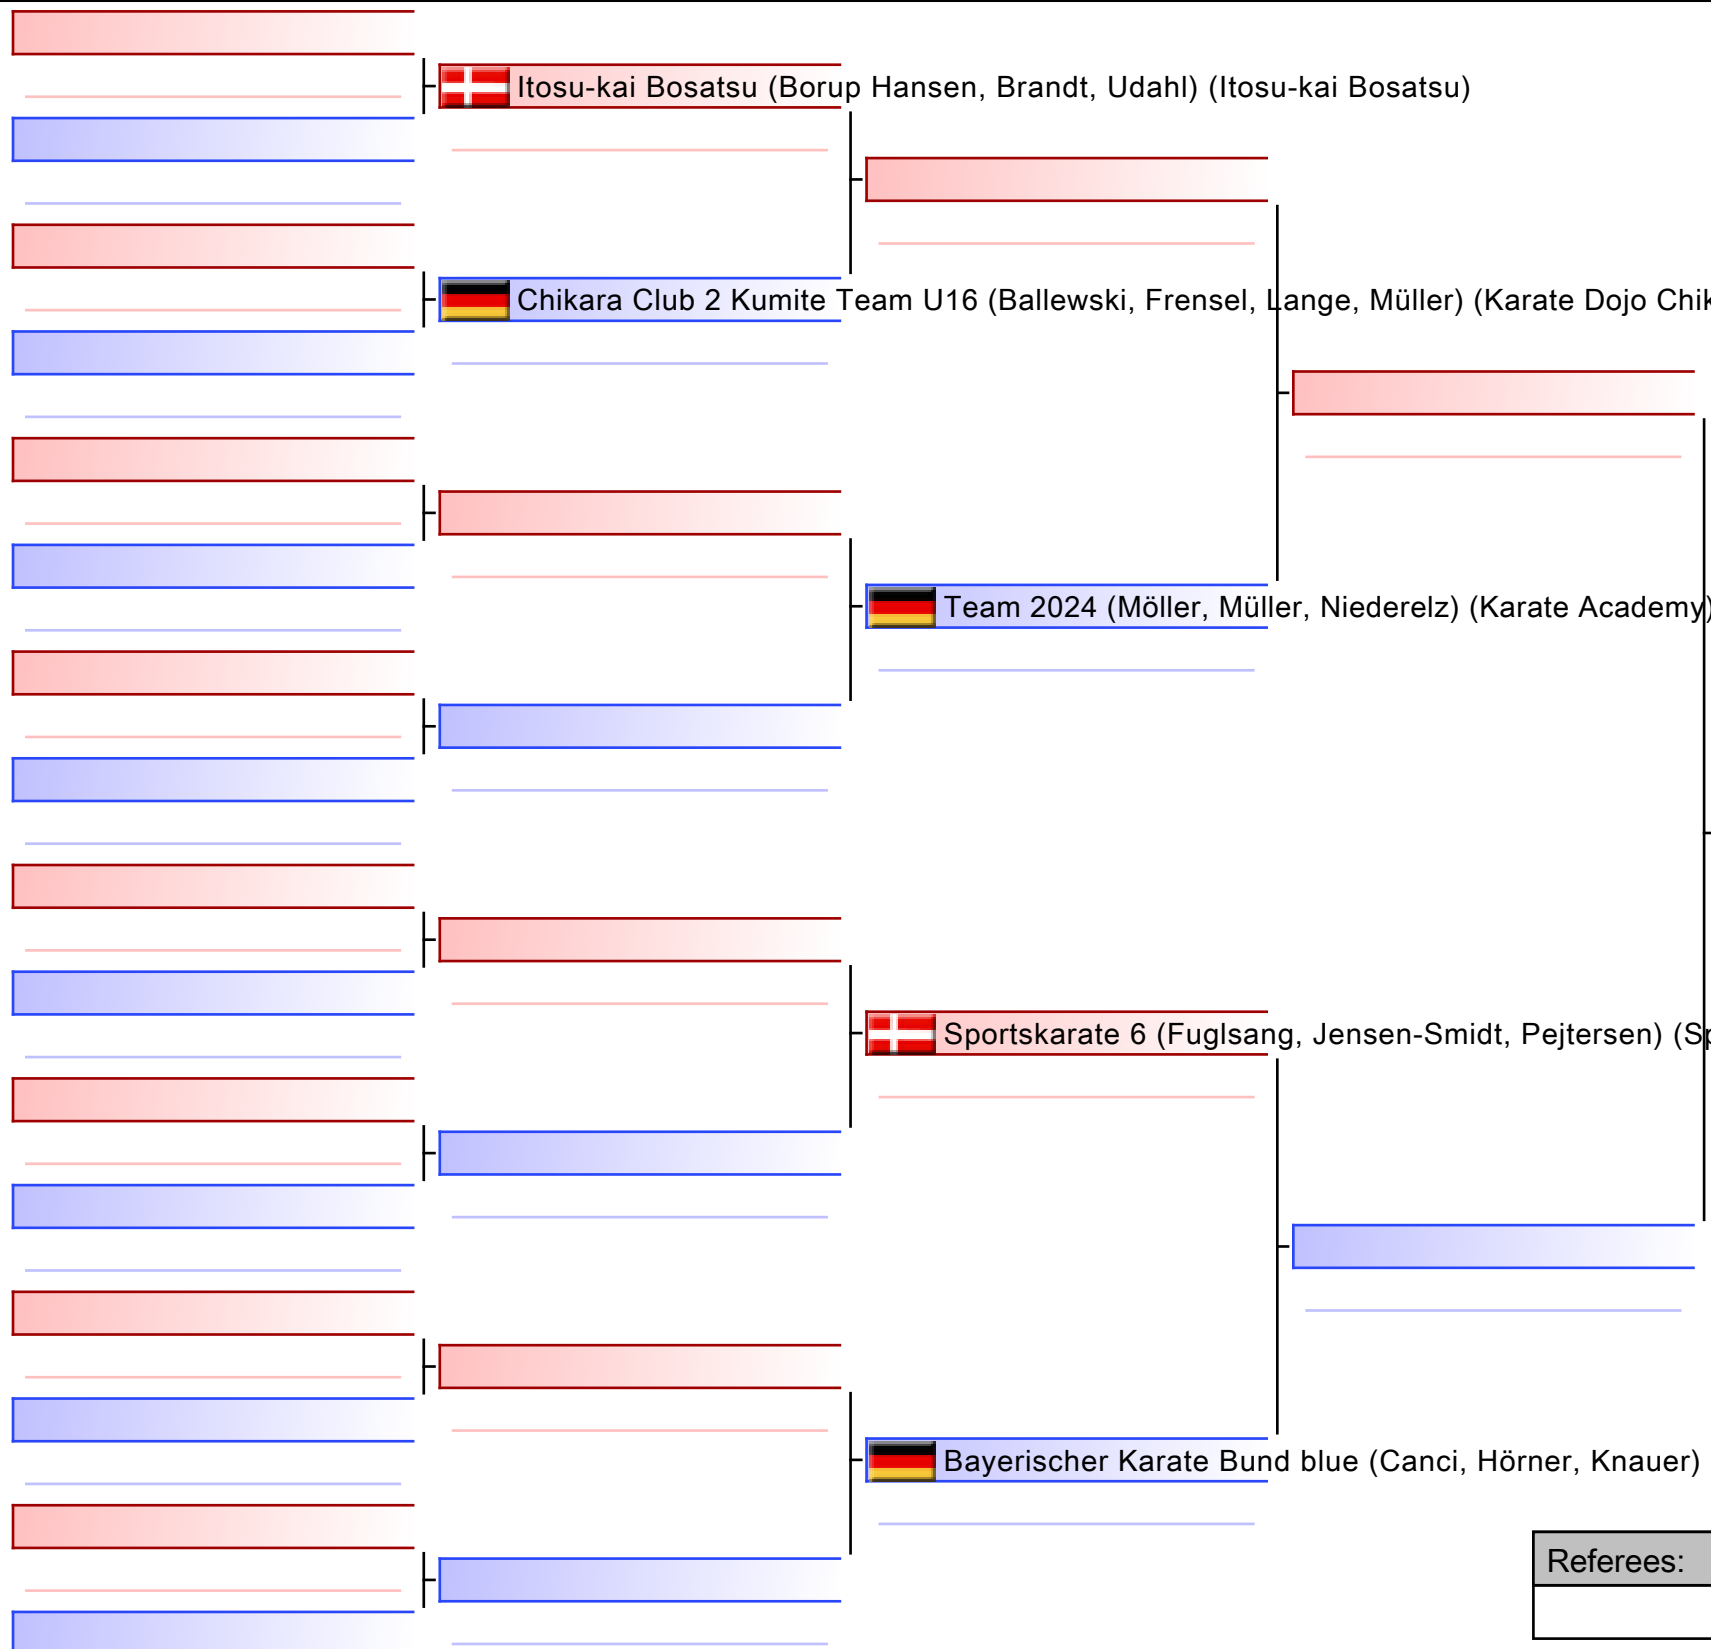 Itosu-kai Bosatsu (Borup Hansen, Brandt, Udahl) (Itosu-kai Bosatsu)
Chikara Club 2 Kumite Team U16 (Ballewski, Frensel, Lange, Müller) (Karate Dojo
Team 2024 (Möller, Müller, Niederelz) (Karate Academy)
Sportskarate 6 (Fuglsang, Jensen-Smidt, Pejtersen)
Bayerischer Karate Bund blue (Canci, Hörner, Knauer)
Referees: